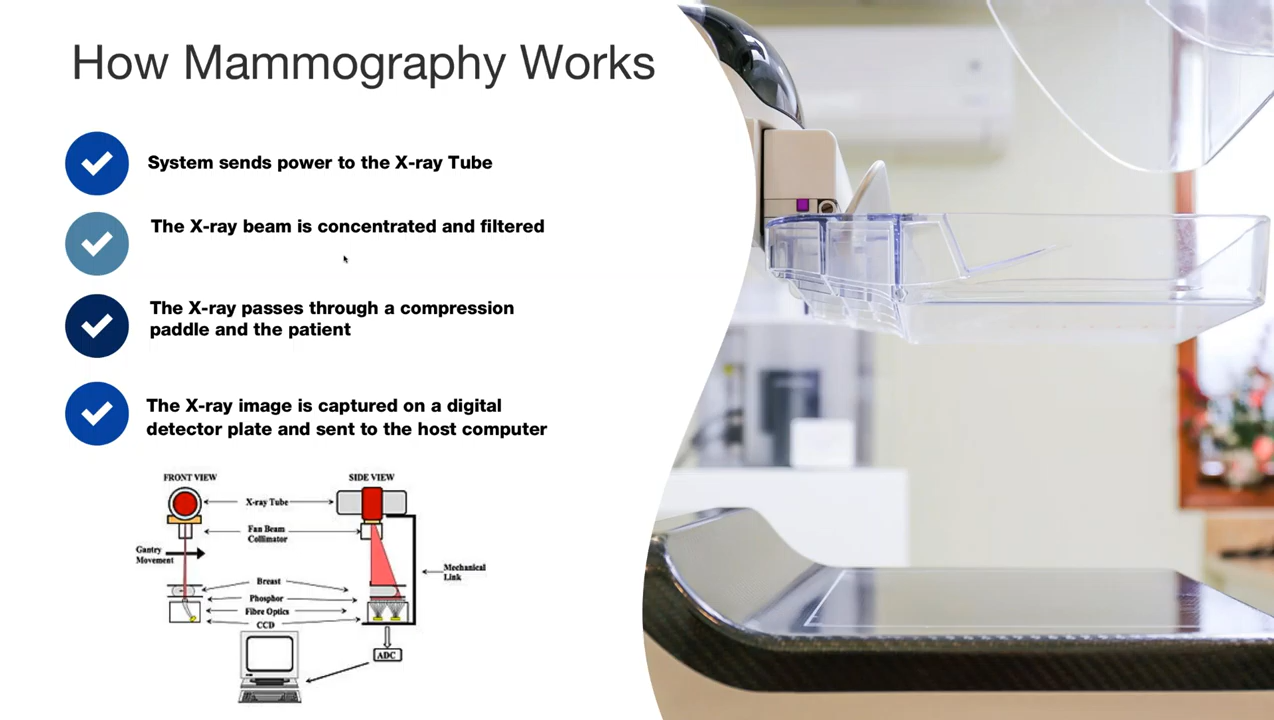 How Mammography Works
System sends power to the X-ray Tube
The X-ray beam is concentrated and filtered
The X-ray passes through a compression
paddle and the patient
The X-ray image is captured on a digital
detector plate and sent to the host computer
FRONT VIEW
SIDE VIEW
X-ray Tube
Fan Beam
Collimator
Gantry
Movement
Mechanical
Link
Breast
Phosphor
Fibre Optics
CCD
ADC